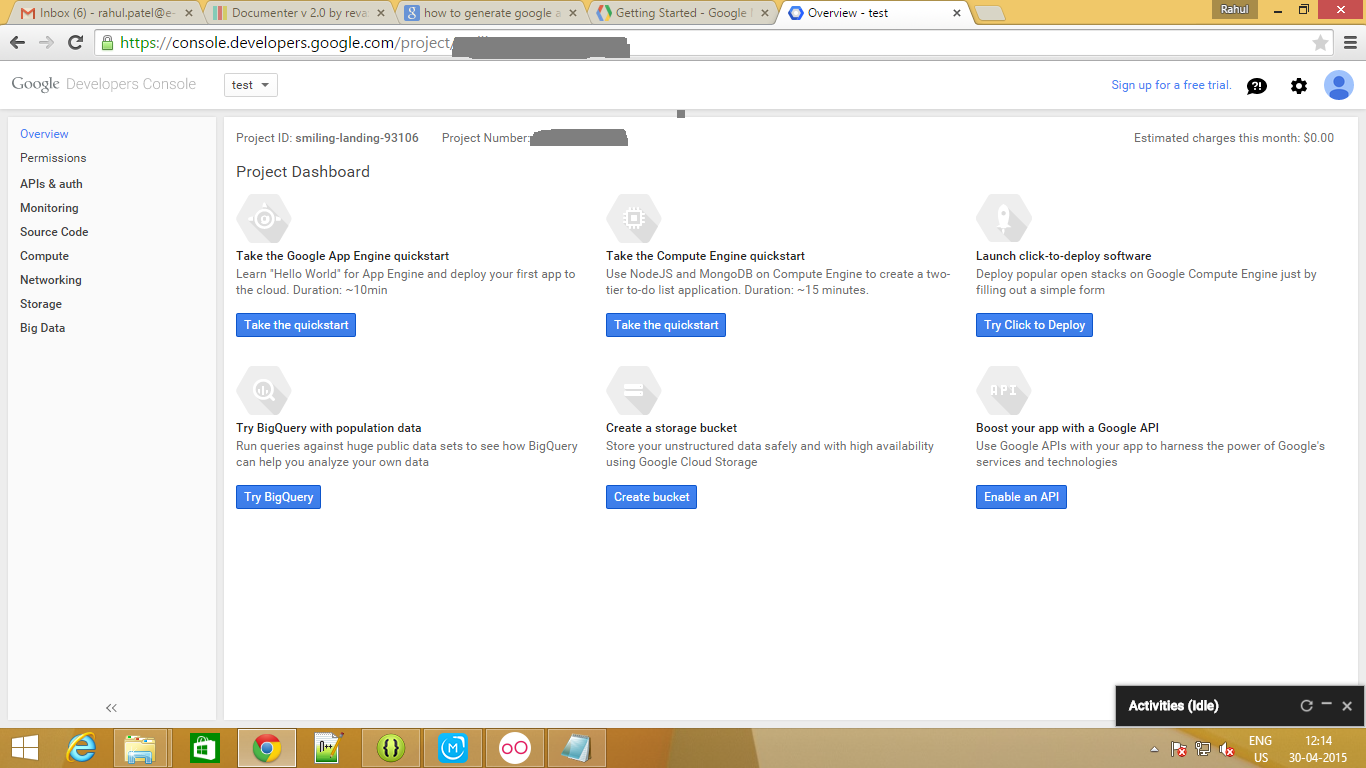 Inbox (6) - rahul.patel@e-
Documenter v 2.0 by reva
how to generate google a
Getting Started - Google
Overview - test
Rahul
https://console.developers.google.com/project/
Google Developers Console
test
Sign up for a free trial.
Overview
Permissions
APIs & auth
Monitoring
Source Code
Compute
Networking
Storage
Big Data
Project ID: smiling-landing-93106
Project Number:
Estimated charges this month: $0.00
Project Dashboard
Take the Google App Engine quickstart
Learn "Hello World" for App Engine and deploy your first app to
the cloud. Duration: ~10min
Take the quickstart
Take the Compute Engine quickstart
Use NodeJS and MongoDB on Compute Engine to create a two-
tier to-do list application. Duration: ~15 minutes.
Take the quickstart
Launch click-to-deploy software
Deploy popular open stacks on Google Compute Engine just by
filling out a simple form
Try Click to Deploy
Try BigQuery with population data
Run queries against huge public data sets to see how BigQuery
can help you analyze your own data
Try BigQuery
Create a storage bucket
Store your unstructured data safely and with high availability
using Google Cloud Storage
Create bucket
API
Boost your app with a Google API
Use Google APIs with your app to harness the power of Google's
services and technologies
Enable an API
Activities (Idle)
ENG
US
12:14
30-04-2015